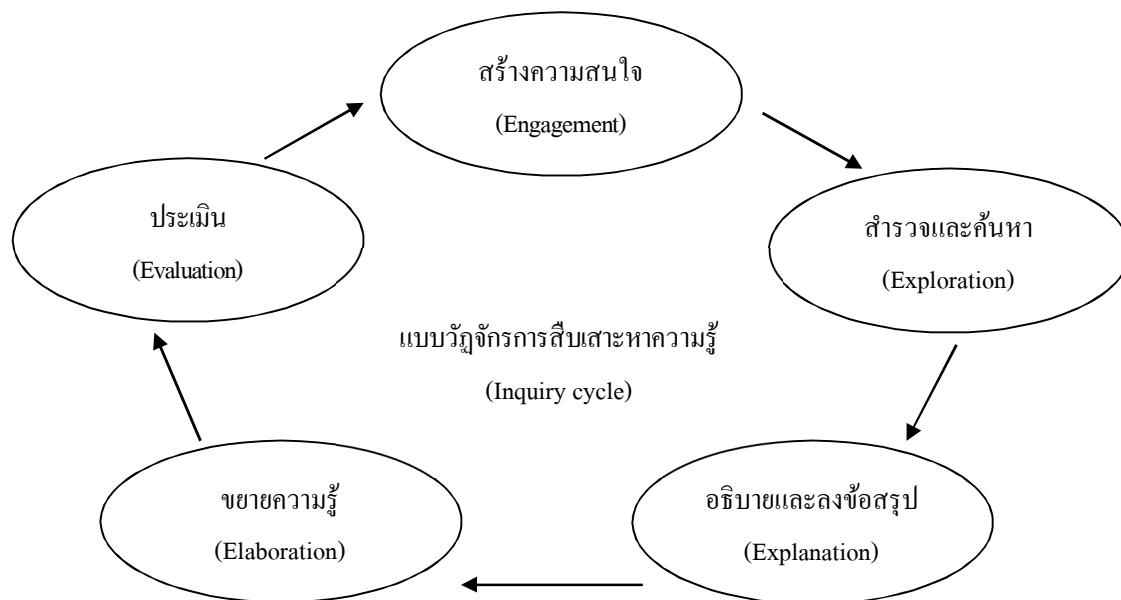 สร้างความสนใจ
(Engagement)
สำรวจและค้นหา
(Exploration)
อธิบายและลงข้อสรุป
(Explanation)
ขยายความรู้
(Elaboration)
ประเมิน
(Evaluation)
แบบวัฏจักรการสืบเสาะหาความรู้
(Inquiry cycle)